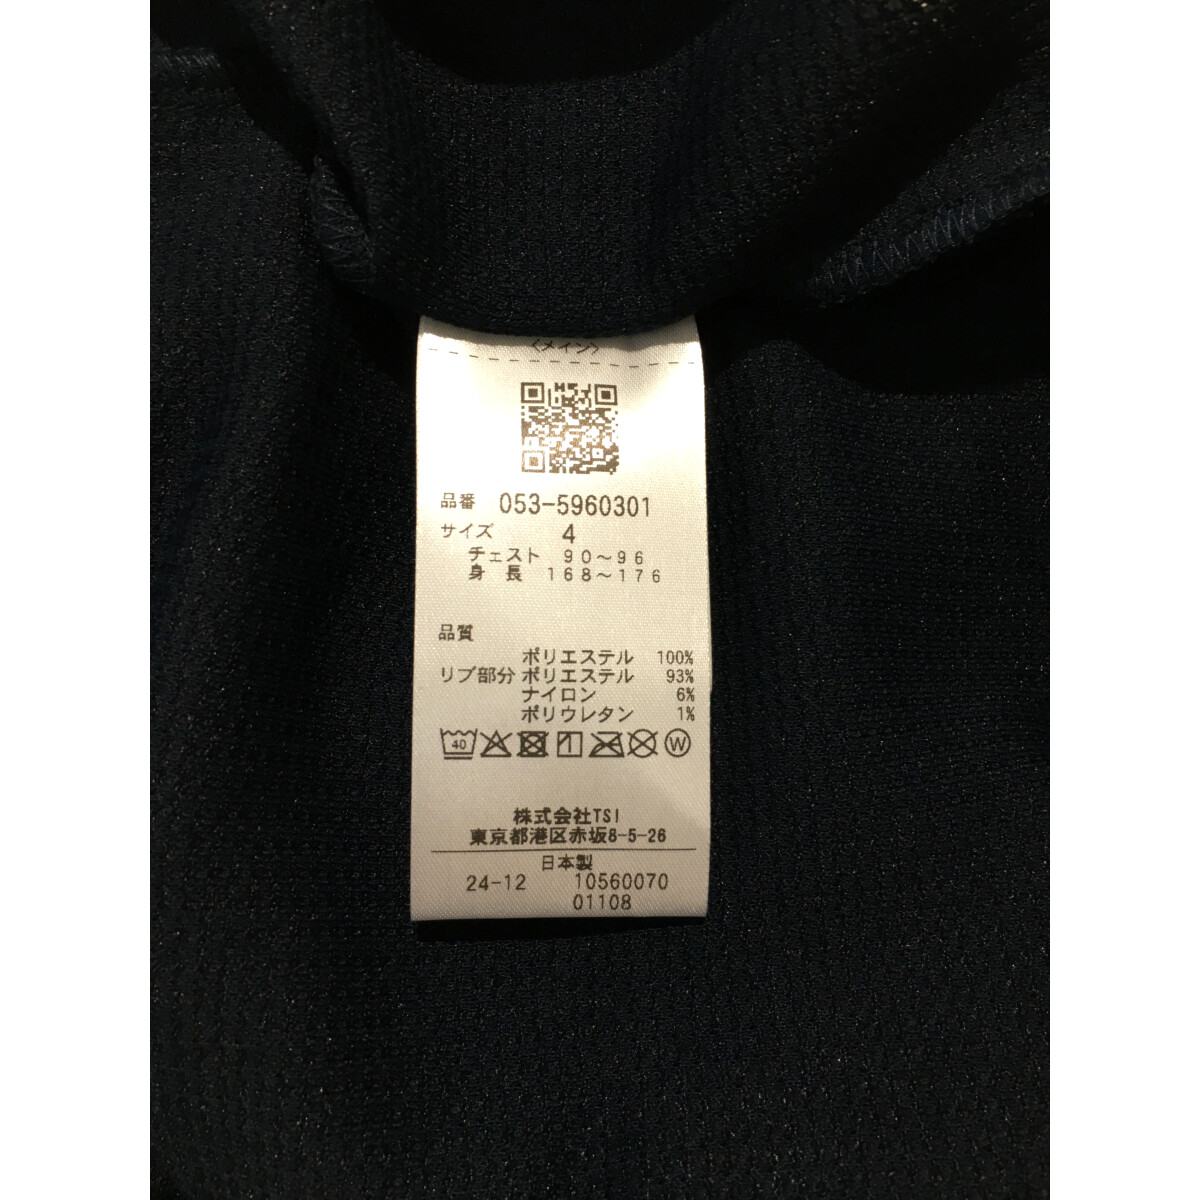 〈メイン〉
品番 053-5960301
サイズ 4
チェスト 90～96
身長 168～176
品質
ポリエステル 100%
リブ部分 ポリエステル 93%
ナイロン 6%
ポリウレタン 1%
40 W
株式会社TSI
東京都港区赤坂8-5-26
日本製
24-12 10560070
01108